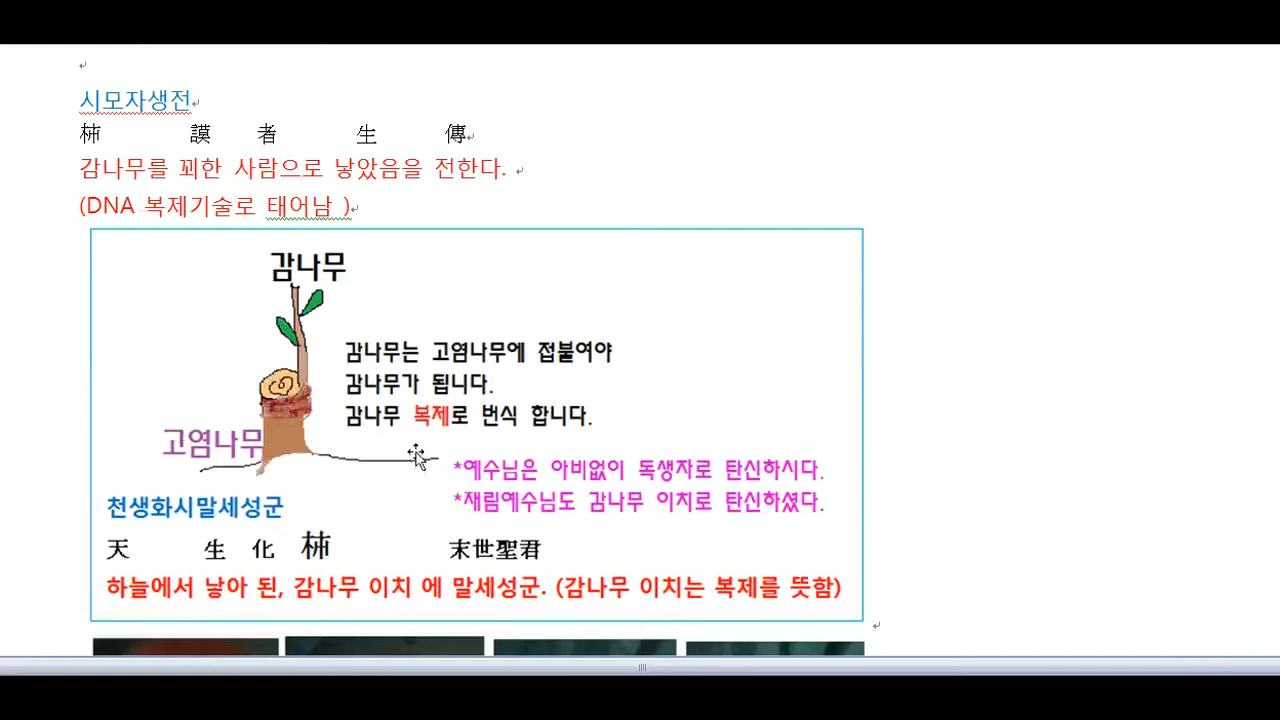 시모자생전
柹 謨 者 生 傳
감나무를 꾀한 사람으로 낳았음을 전한다.
(DNA 복제기술로 태어남 )
감나무
감나무는 고염나무에 접붙여야
감나무가 됩니다.
감나무 복제로 번식 합니다.
고염나무
*예수님은 아비없이 독생자로 탄신하시다.
*재림예수님도 감나무 이치로 탄신하셨다.
천생화시말세성군
天 生 化 柹 末世聖君
하늘에서 낳아 된, 감나무 이치 에 말세성군. (감나무 이치는 복제를 뜻함)